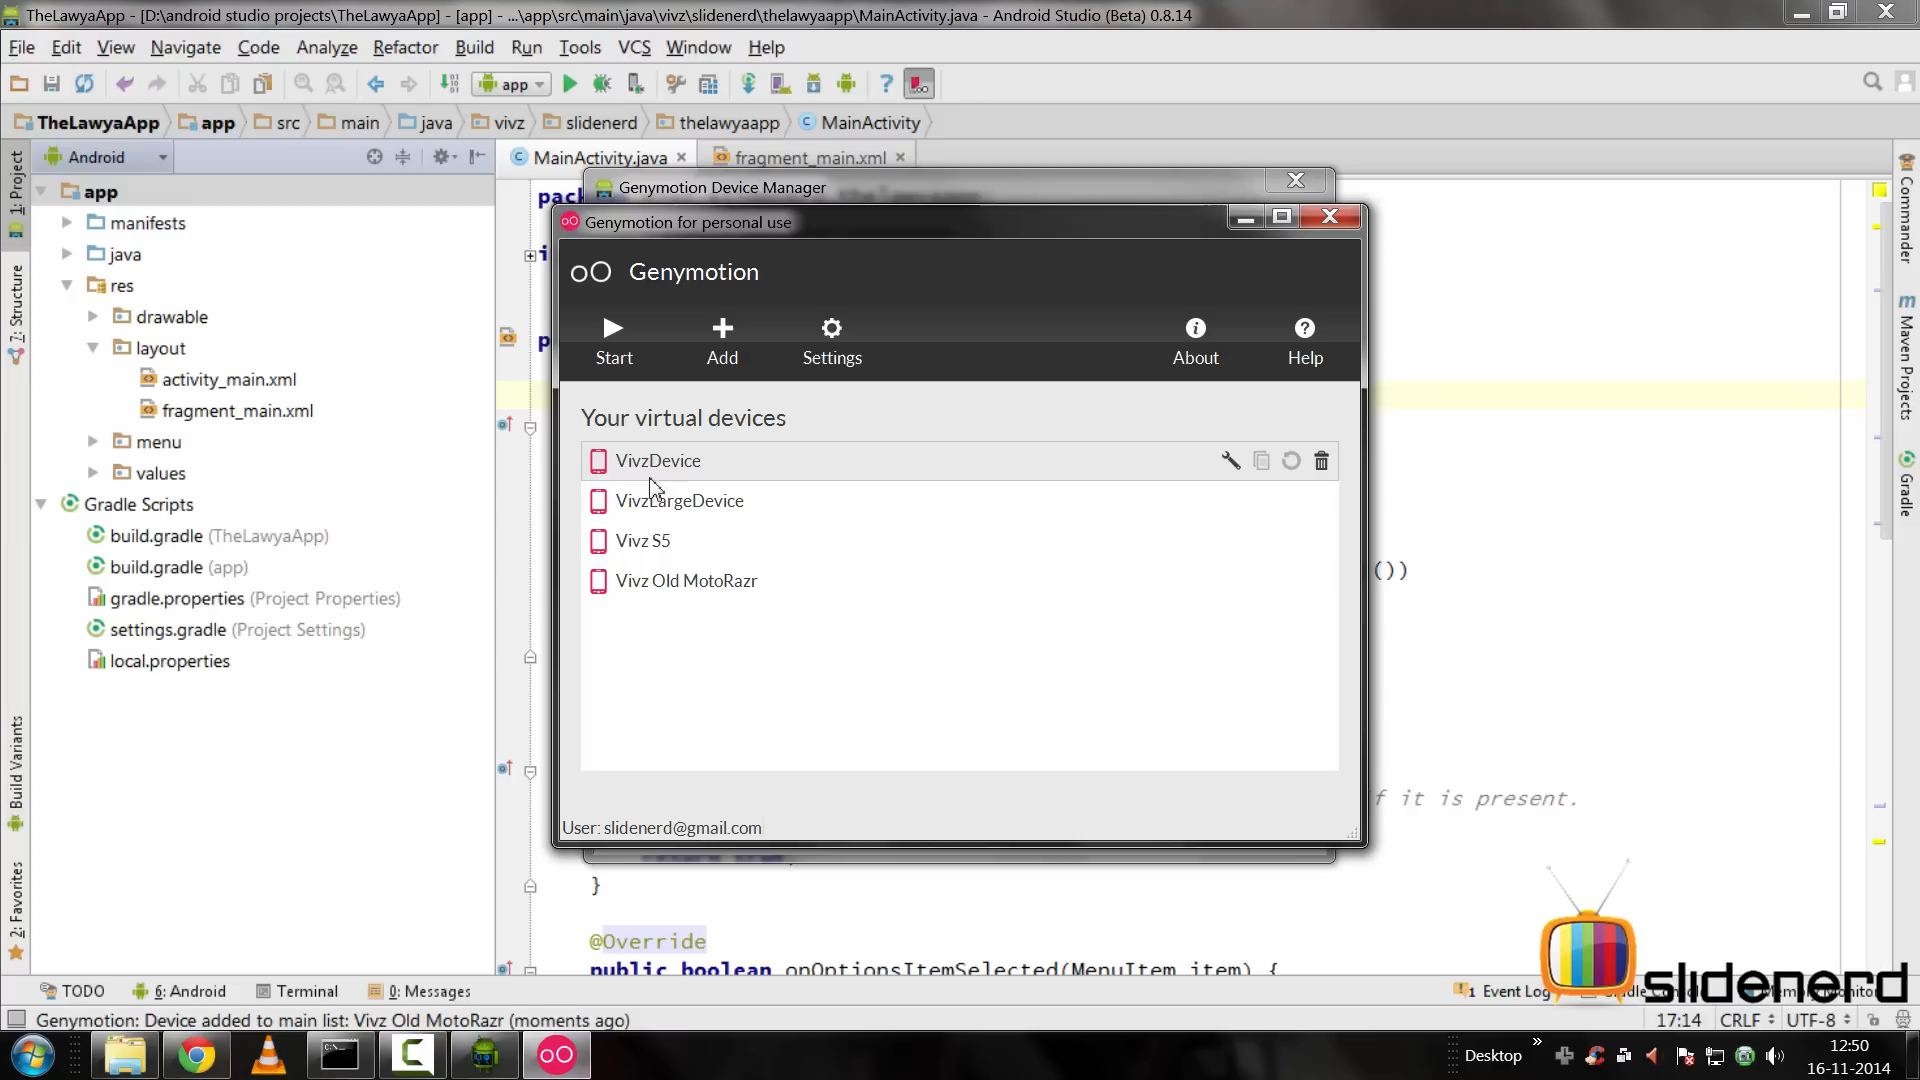 TheLawyaApp - [D:\android studio projects\TheLawyaApp] - [app] - ...\app\src\main\java\vivz\slidenerd\thelawyaapp\MainActivity.java - Android Studio (Beta) 0.8.14
File Edit View Navigate Code Analyze Refactor Build Run Tools VCS Window Help
app
TheLawyaApp app src main java vivz slidenerd thelawyaapp MainActivity
Android
MainActivity.java fragment_main.xml
1: Project
7: Structure
Build Variants
2: Favorites
app
manifests
java
res
drawable
layout
activity_main.xml
fragment_main.xml
menu
values
Gradle Scripts
build.gradle (TheLawyaApp)
build.gradle (app)
gradle.properties (Project Properties)
settings.gradle (Project Settings)
local.properties
Genymotion Device Manager
Genymotion for personal use
Genymotion
Start Add Settings About Help
Your virtual devices
VivzDevice
VivzLargeDevice
Vivz S5
Vivz Old MotoRazr
User: slidenerd@gmail.com
())
if it is present.
}
@Override
public boolean onOptionsItemSelected(MenuItem item) {
Commander
Maven Projects
Gradle
TODO 6: Android Terminal 0: Messages
1 Event Log
slidenerd
Genymotion: Device added to main list: Vivz Old MotoRazr (moments ago)
17:14 CRLF UTF-8
Desktop
12:50
16-11-2014